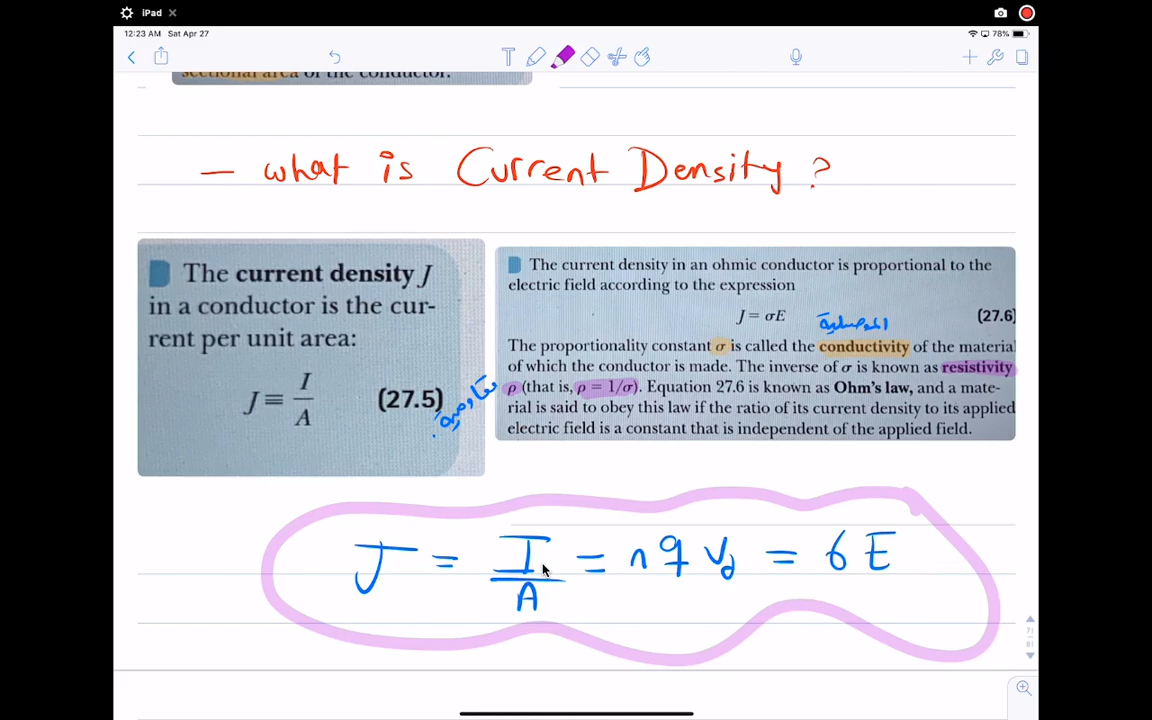 iPad
12:23 AM Sat Apr 27
78%
sectional area of the conductor.
— what is Current Density ?
The current density J
in a conductor is the cur-
rent per unit area:
J ≡ I/A (27.5)
The current density in an ohmic conductor is proportional to the
electric field according to the expression
J = σE (27.6)
The proportionality constant σ is called the conductivity of the material
of which the conductor is made. The inverse of σ is known as resistivity
ρ (that is, ρ = 1/σ). Equation 27.6 is known as Ohm's law, and a mate-
rial is said to obey this law if the ratio of its current density to its applied
electric field is a constant that is independent of the applied field.
J = I/A = nqv_d = σE